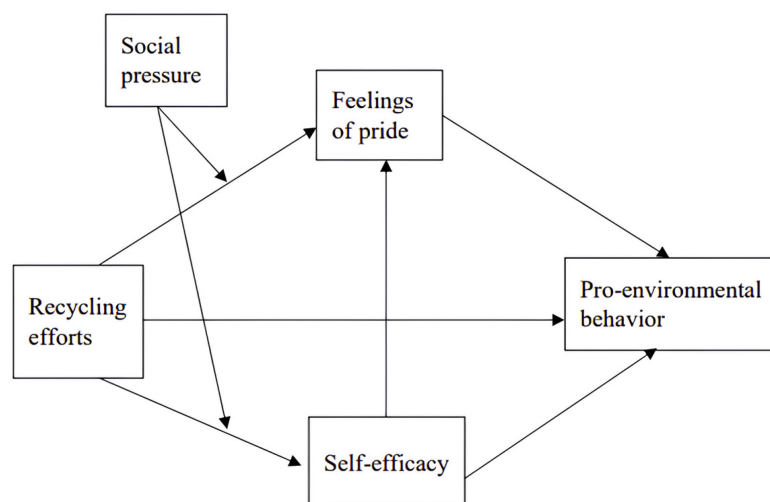 Social
pressure
Feelings
of pride
Recycling
efforts
Pro-environmental
behavior
Self-efficacy